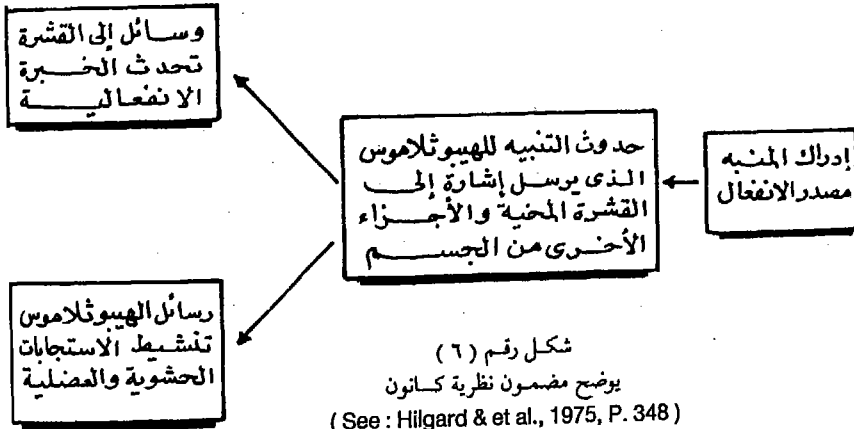 إدراك المنبه
مصدر الانفعال
حدوث التنبيه للهيبوثلاموس
الذى يرسل إشارة إلى
القشرة المخية والأجزاء
الأخرى من الجسم
وسائل إلى القشرة
تحدث الخبرة
الانفعالية
رسائل الهيبوثلاموس
تنشيط الاستجابات
الحشوية والعضلية
شكل رقم (٦)
يوضح مضمون نظرية كانون
(See : Hilgard & et al., 1975, P. 348)